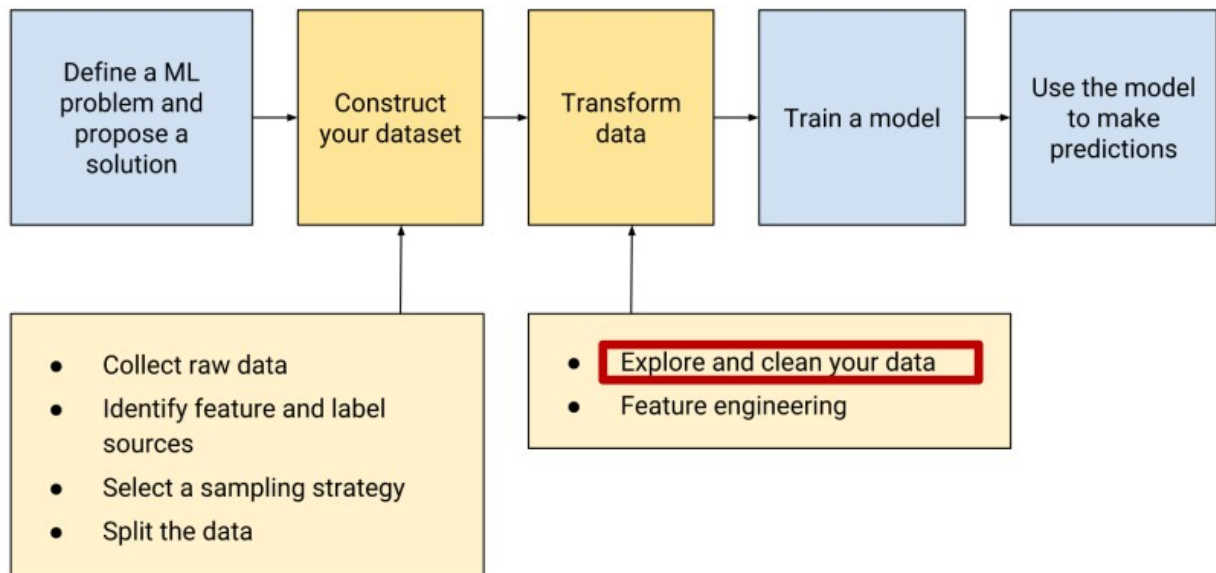 Define a ML
problem and
propose a
solution
Construct
your dataset
Transform
data
Train a model
Use the model
to make
predictions
● Collect raw data
● Identify feature and label
sources
● Select a sampling strategy
● Split the data
● Explore and clean your data
● Feature engineering